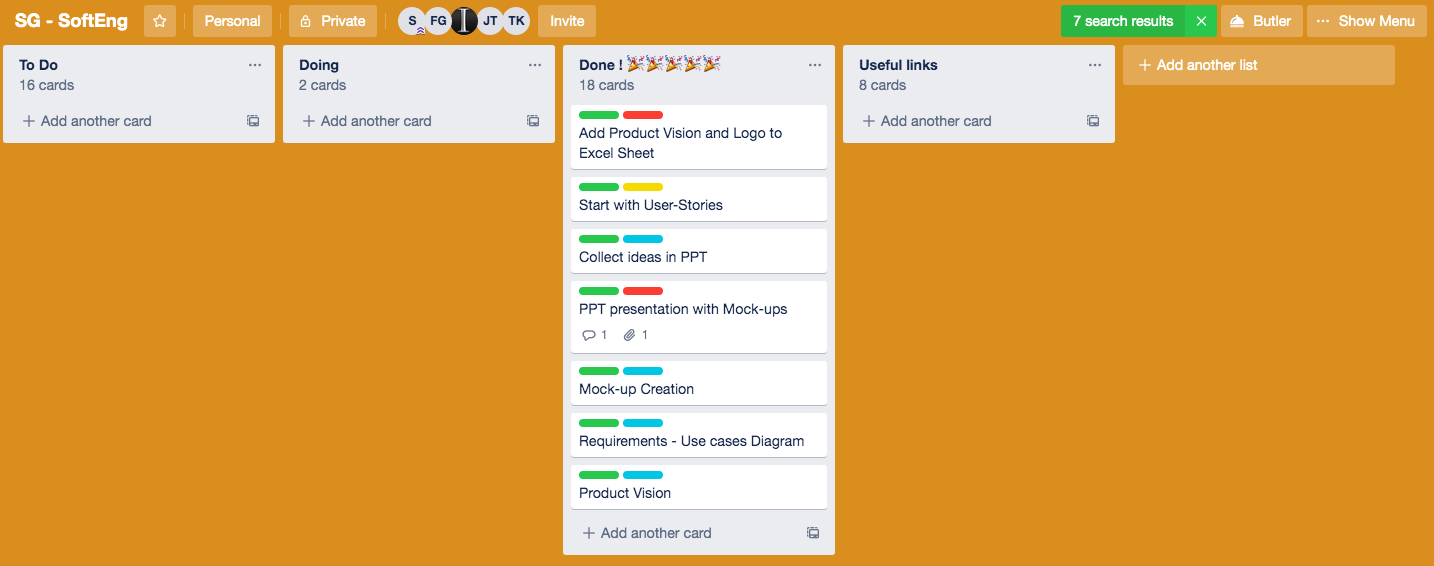 SG - SoftEng
Personal
Private
S
FG
I
JT
TK
Invite
7 search results
Butler
Show Menu
To Do
16 cards
Add another card
Doing
2 cards
Add another card
Done !
18 cards
Add Product Vision and Logo to
Excel Sheet
Start with User-Stories
Collect ideas in PPT
PPT presentation with Mock-ups
1
1
Mock-up Creation
Requirements - Use cases Diagram
Product Vision
Add another card
Useful links
8 cards
Add another card
Add another list